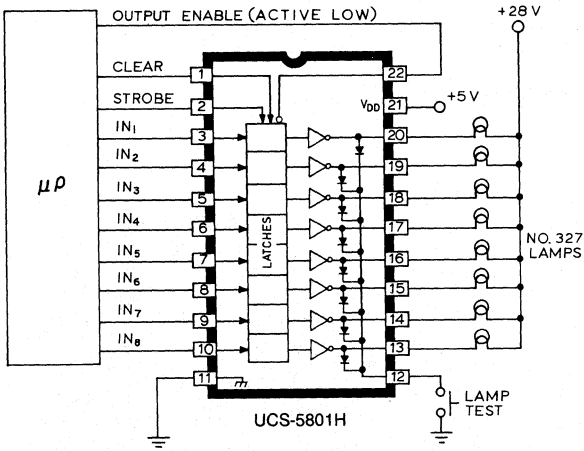 OUTPUT ENABLE (ACTIVE LOW)
+28 V
CLEAR
1
22
STROBE
2
VDD
21
+5 V
IN1
3
20
IN2
4
19
IN3
5
18
μP
IN4
6
17
NO. 327
LAMPS
LATCHES
IN5
7
16
IN6
8
15
IN7
9
14
IN8
10
13
11
12
LAMP
TEST
UCS-5801H